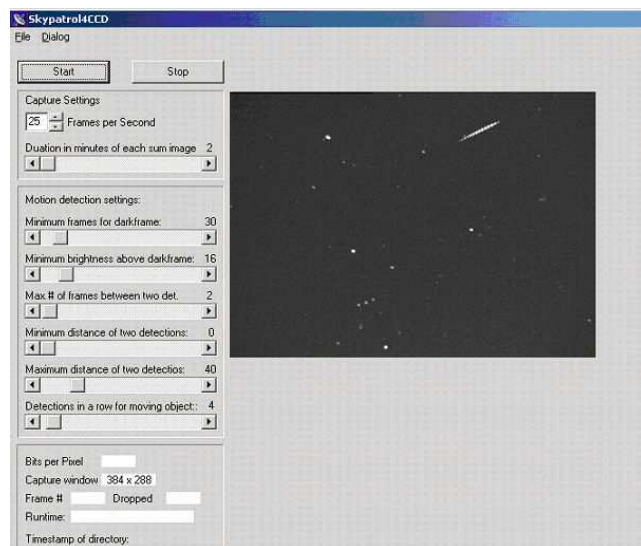 Skypatrol4CCD
File Dialog
Start Stop
Capture Settings
25 Frames per Second
Duation in minutes of each sum image 2
Motion detection settings:
Minimum frames for darkframe: 30
Minimum brightness above darkframe: 16
Max # of frames between two det. 2
Minimum distance of two detections: 0
Maximum distance of two detectios: 40
Detections in a row for moving object:: 4
Bits per Pixel
Capture window 384 x 288
Frame # Dropped
Runtime:
Timestamp of directory: